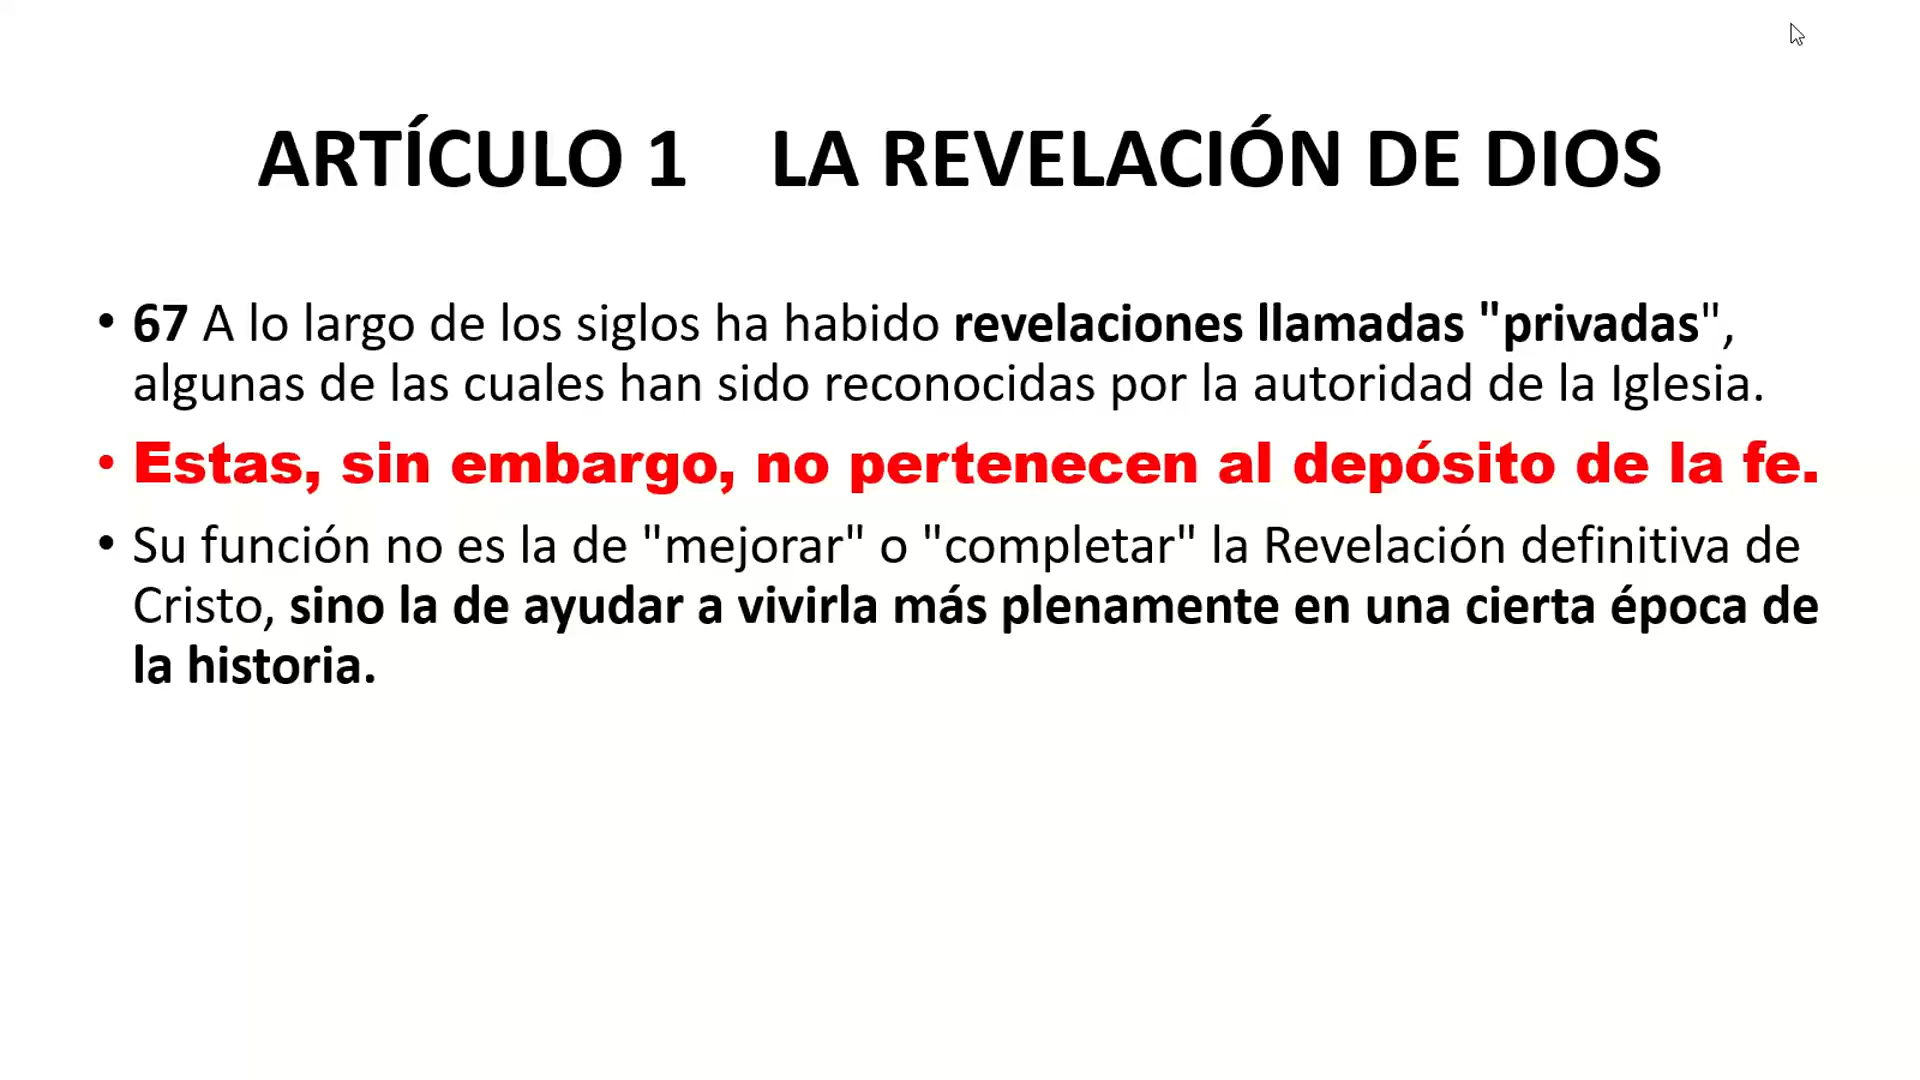 ARTÍCULO 1 LA REVELACIÓN DE DIOS
• 67 A lo largo de los siglos ha habido revelaciones llamadas "privadas",
algunas de las cuales han sido reconocidas por la autoridad de la Iglesia.
• Estas, sin embargo, no pertenecen al depósito de la fe.
• Su función no es la de "mejorar" o "completar" la Revelación definitiva de
Cristo, sino la de ayudar a vivirla más plenamente en una cierta época de
la historia.